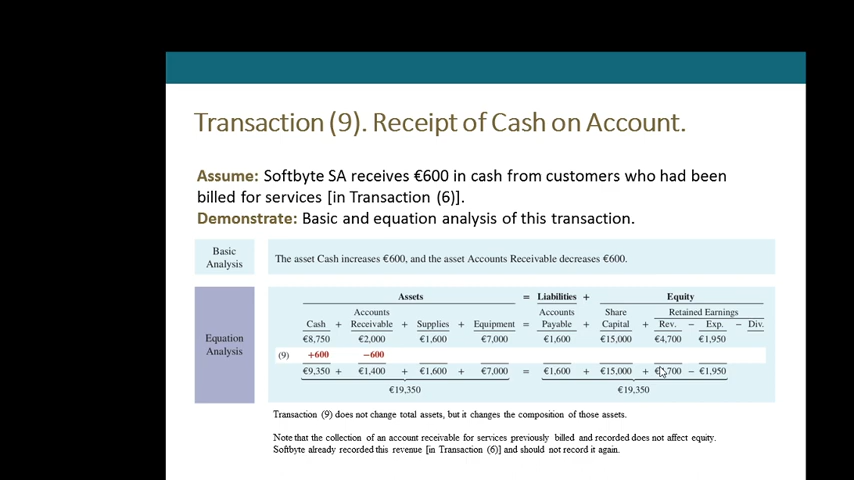 Transaction (9). Receipt of Cash on Account.
Assume: Softbyte SA receives €600 in cash from customers who had been
billed for services [in Transaction (6)].
Demonstrate: Basic and equation analysis of this transaction.
Basic
Analysis
The asset Cash increases €600, and the asset Accounts Receivable decreases €600.
Equation
Analysis
Assets = Liabilities + Equity
Accounts Accounts Share Retained Earnings
Cash + Receivable + Supplies + Equipment = Payable + Capital + Rev. − Exp. − Div.
€8,750 €2,000 €1,600 €7,000 €1,600 €15,000 €4,700 €1,950
(9) +600 −600
€9,350 + €1,400 + €1,600 + €7,000 = €1,600 + €15,000 + €4,700 − €1,950
€19,350 €19,350
Transaction (9) does not change total assets, but it changes the composition of those assets.
Note that the collection of an account receivable for services previously billed and recorded does not affect equity.
Softbyte already recorded this revenue [in Transaction (6)] and should not record it again.